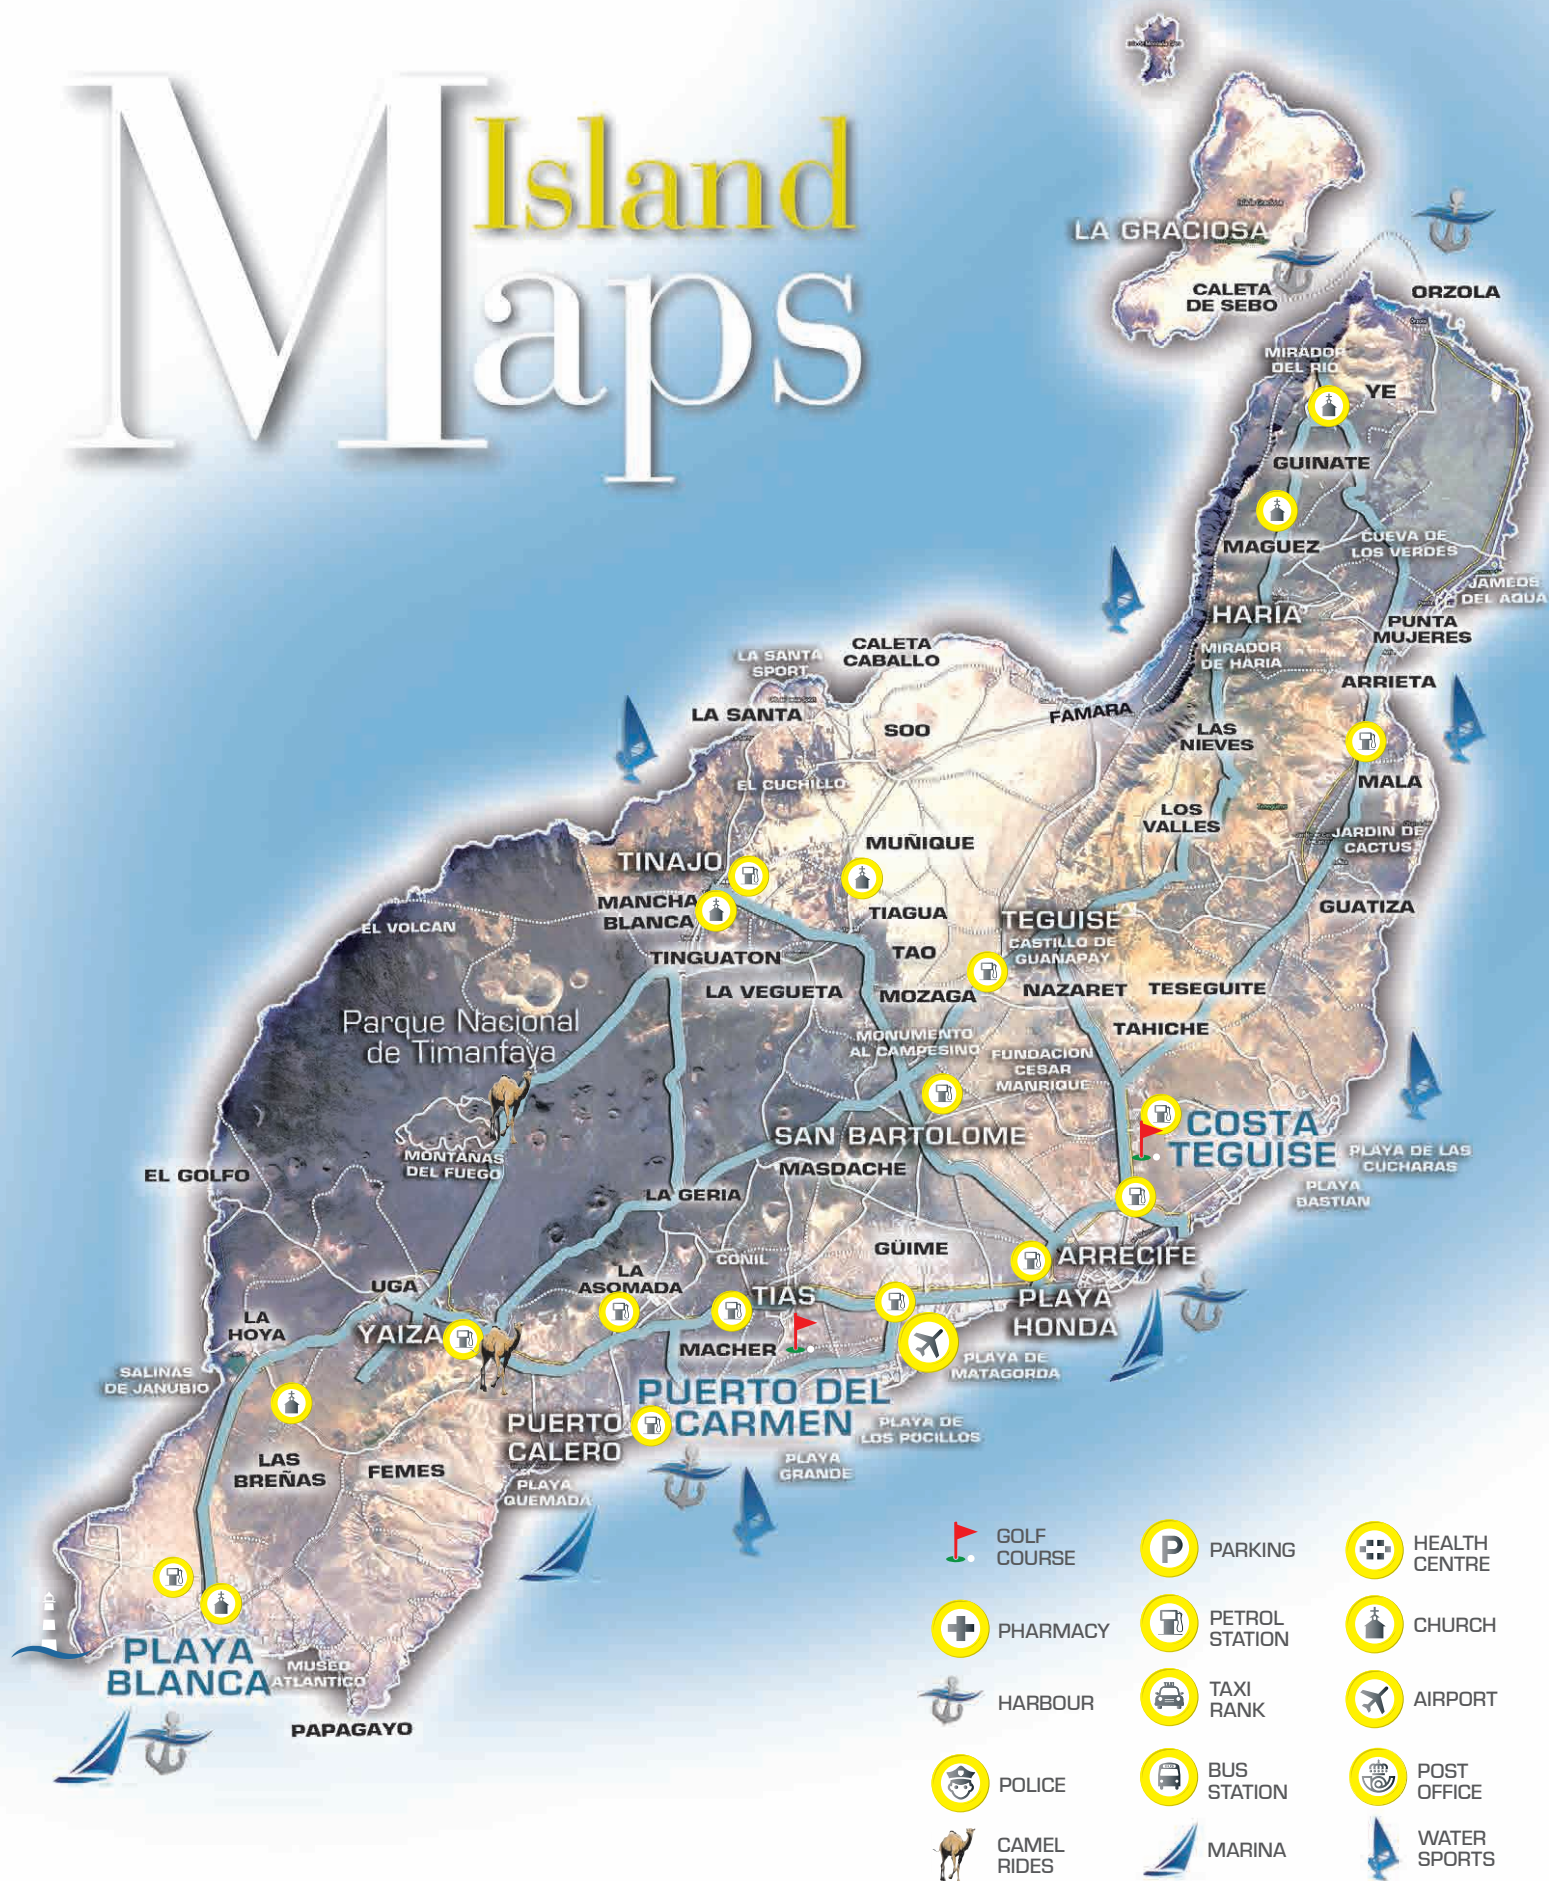 Island
Maps
LA GRACIOSA
CALETA
DE SEBO
ORZOLA
MIRADOR
DEL RIO
YE
GUINATE
MAGUEZ
CUEVA DE
LOS VERDES
JAMEOS
DEL AQUA
HARÍA
PUNTA
MUJERES
MIRADOR
DE HARIA
ARRIETA
CALETA
CABALLO
LA SANTA
SPORT
LA SANTA
SOO
FAMARA
LAS
NIEVES
EL CUCHILLO
MALA
LOS
VALLES
JARDIN DE
CACTUS
MUÑIQUE
TINAJO
MANCHA
BLANCA
TIAGUA
TEGUISE
GUATIZA
EL VOLCAN
CASTILLO DE
GUANAPAY
TAO
TINGUATON
LA VEGUETA
MOZAGA
NAZARET
TESEGUITE
Parque Nacional
de Timanfaya
TAHICHE
MONUMENTO
AL CAMPESINO
FUNDACION
CESAR
MANRIQUE
COSTA
TEGUISE
SAN BARTOLOME
PLAYA DE LAS
CUCHARAS
MONTAÑAS
DEL FUEGO
EL GOLFO
MASDACHE
LA GERIA
PLAYA
BASTIAN
GÜIME
ARRECIFE
CONIL
LA
ASOMADA
UGA
TIAS
PLAYA
HONDA
LA
HOYA
YAIZA
MACHER
PLAYA DE
MATAGORDA
SALINAS
DE JANUBIO
PUERTO DEL
CARMEN
PUERTO
CALERO
PLAYA DE
LOS POCILLOS
LAS
BREÑAS
FEMES
PLAYA
GRANDE
PLAYA
QUEMADA
PLAYA
BLANCA
MUSEO
ATLANTICO
PAPAGAYO
GOLF
COURSE
P
PARKING
HEALTH
CENTRE
PHARMACY
PETROL
STATION
CHURCH
HARBOUR
TAXI
RANK
AIRPORT
POLICE
BUS
STATION
POST
OFFICE
CAMEL
RIDES
MARINA
WATER
SPORTS